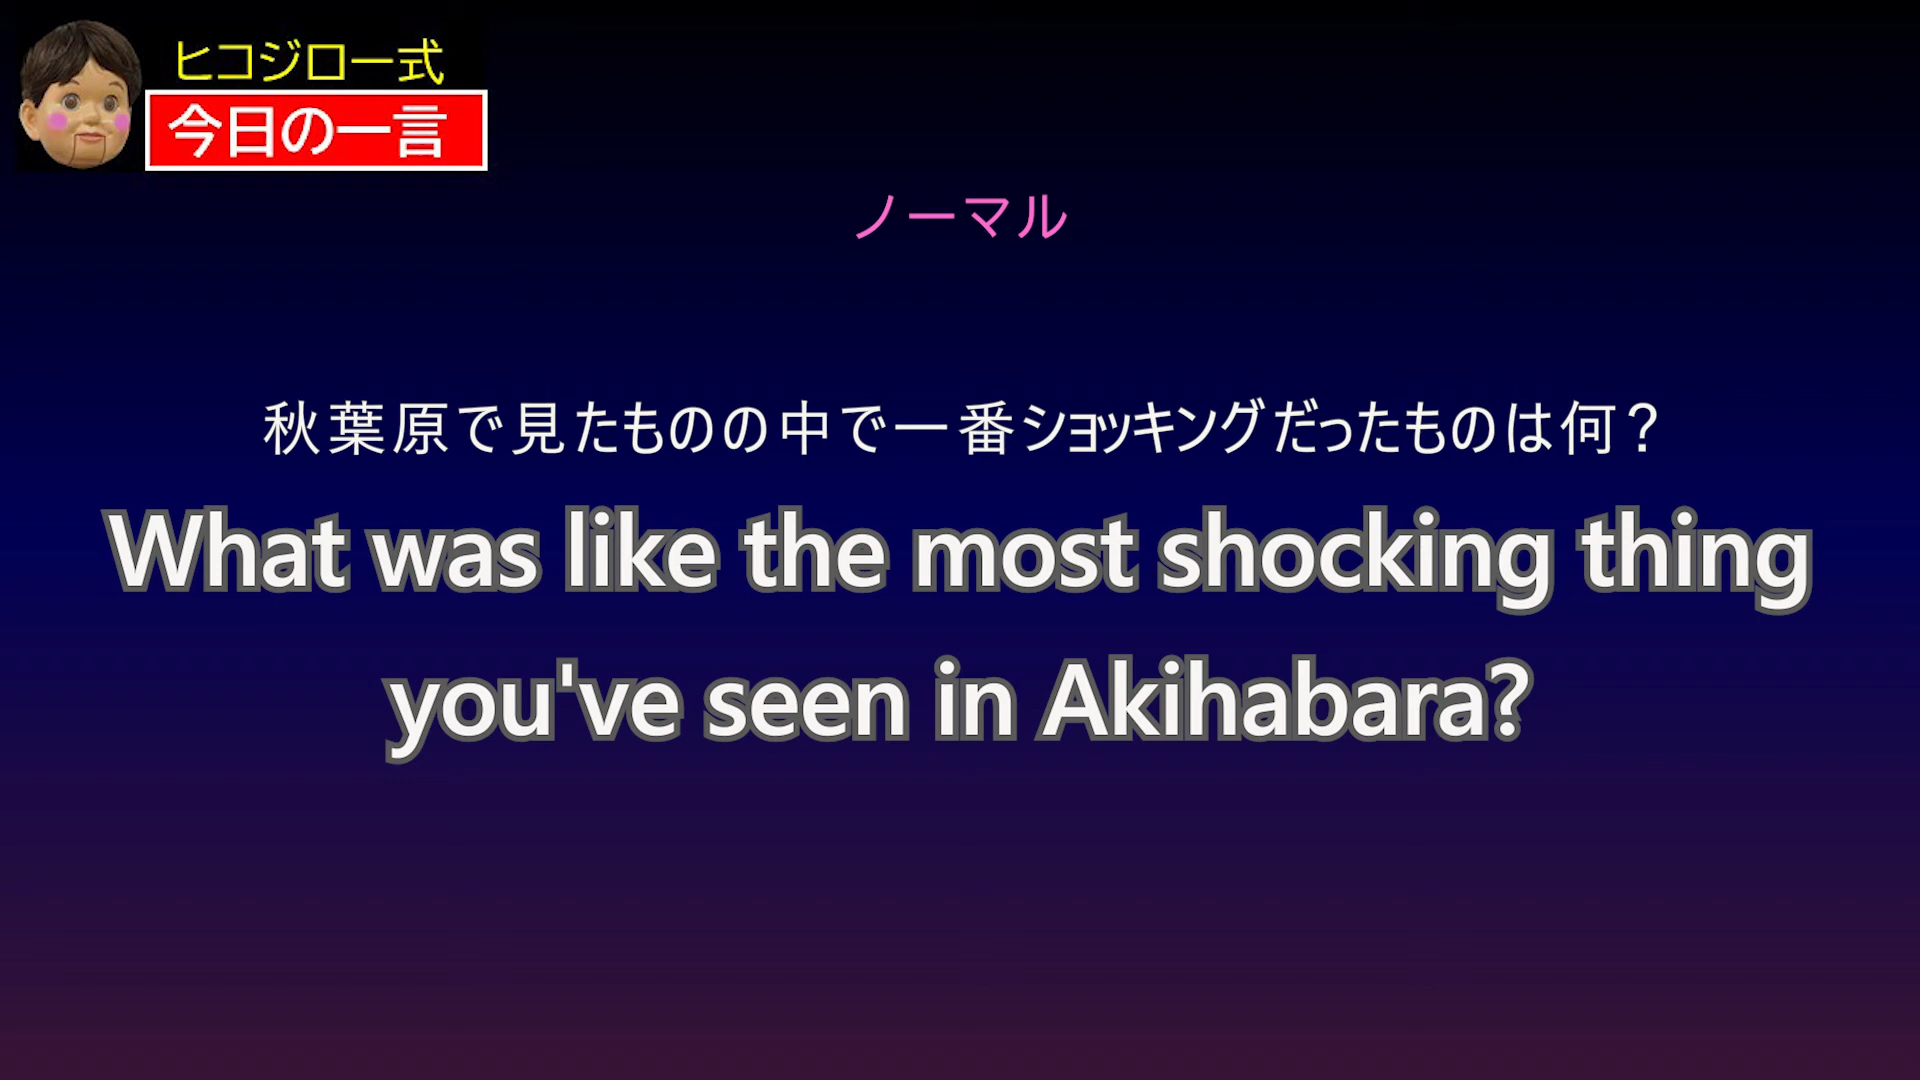 ヒコジロー式
今日の一言
ノーマル
秋葉原で見たものの中で一番ショッキングだったものは何？
What was like the most shocking thing
you've seen in Akihabara?